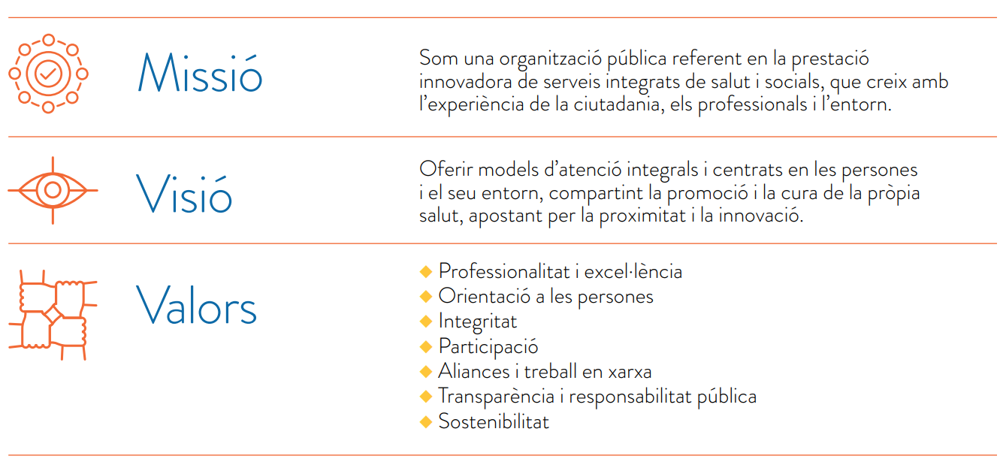 Missió
Som una organització pública referent en la prestació
innovadora de serveis integrats de salut i socials, que creix amb
l’experiència de la ciutadania, els professionals i l’entorn.
Visió
Oferir models d’atenció integrals i centrats en les persones
i el seu entorn, compartint la promoció i la cura de la pròpia
salut, apostant per la proximitat i la innovació.
Valors
◆ Professionalitat i excel·lència
◆ Orientació a les persones
◆ Integritat
◆ Participació
◆ Aliances i treball en xarxa
◆ Transparència i responsabilitat pública
◆ Sostenibilitat